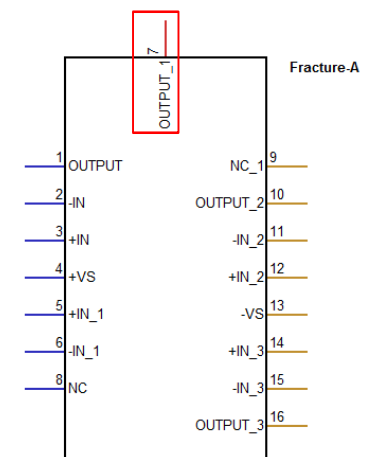 7
OUTPUT_1
Fracture-A
1 OUTPUT
NC_1 9
2 -IN
OUTPUT_2 10
3 +IN
-IN_2 11
4 +VS
+IN_2 12
5 +IN_1
-VS 13
6 -IN_1
+IN_3 14
8 NC
-IN_3 15
OUTPUT_3 16